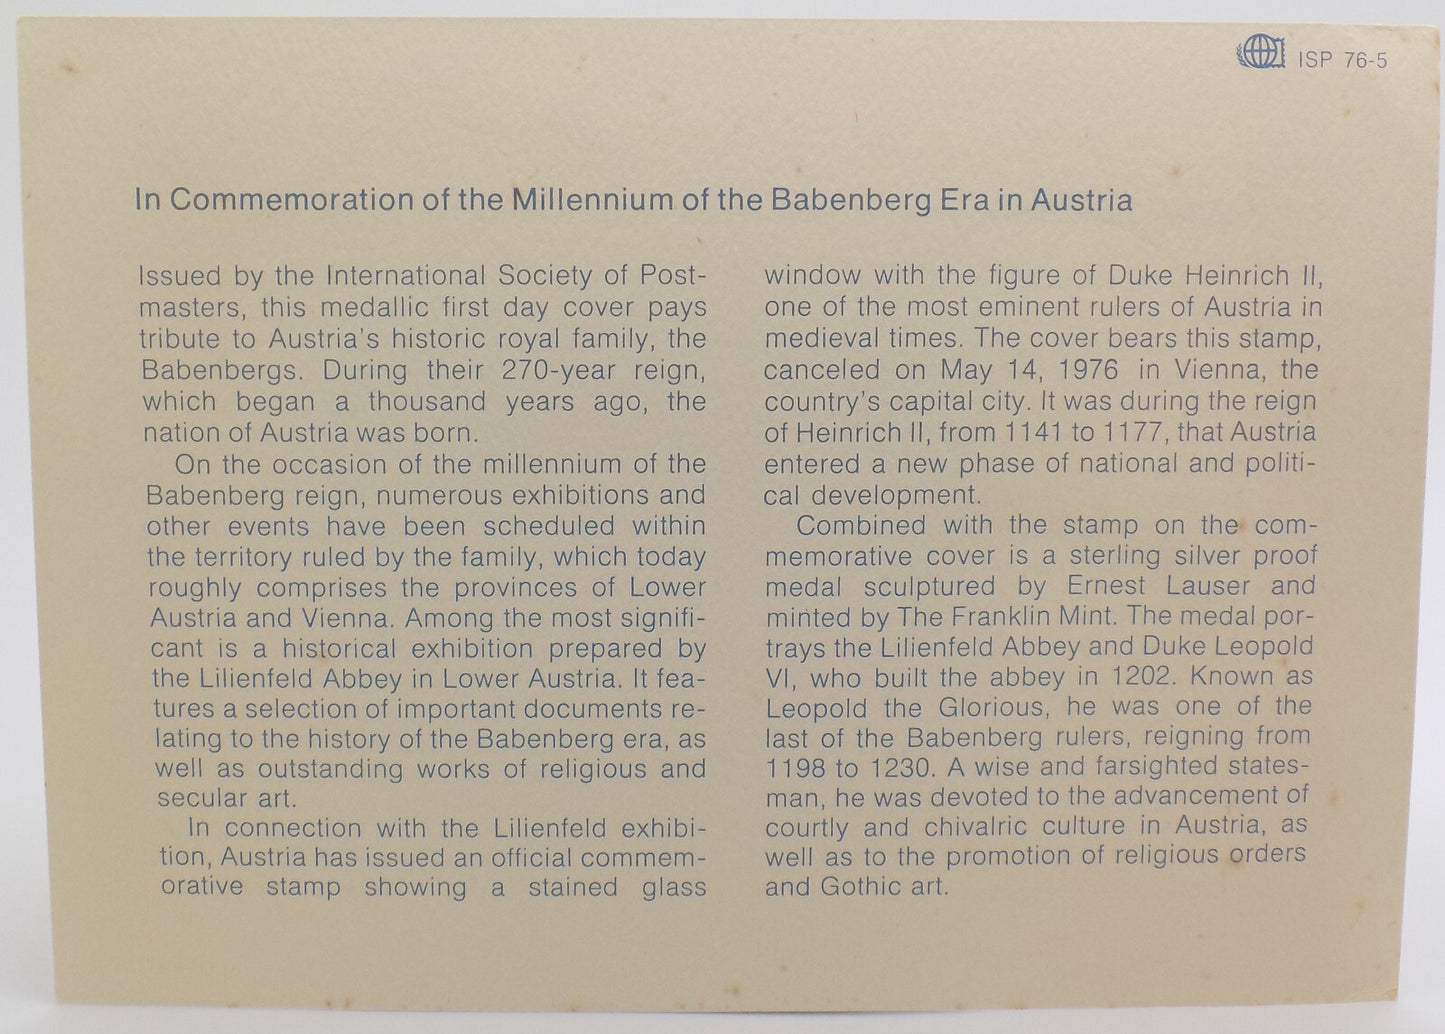 ISP 76-5
In Commemoration of the Millennium of the Babenberg Era in Austria
Issued by the International Society of Post-
masters, this medallic first day cover pays
tribute to Austria's historic royal family, the
Babenbergs. During their 270-year reign,
which began a thousand years ago, the
nation of Austria was born.
On the occasion of the millennium of the
Babenberg reign, numerous exhibitions and
other events have been scheduled within
the territory ruled by the family, which today
roughly comprises the provinces of Lower
Austria and Vienna. Among the most signifi-
cant is a historical exhibition prepared by
the Lilienfeld Abbey in Lower Austria. It fea-
tures a selection of important documents re-
lating to the history of the Babenberg era, as
well as outstanding works of religious and
secular art.
In connection with the Lilienfeld exhibi-
tion, Austria has issued an official commem-
orative stamp showing a stained glass
window with the figure of Duke Heinrich II,
one of the most eminent rulers of Austria in
medieval times. The cover bears this stamp,
canceled on May 14, 1976 in Vienna, the
country's capital city. It was during the reign
of Heinrich II, from 1141 to 1177, that Austria
entered a new phase of national and politi-
cal development.
Combined with the stamp on the com-
memorative cover is a sterling silver proof
medal sculptured by Ernest Lauser and
minted by The Franklin Mint. The medal por-
trays the Lilienfeld Abbey and Duke Leopold
VI, who built the abbey in 1202. Known as
Leopold the Glorious, he was one of the
last of the Babenberg rulers, reigning from
1198 to 1230. A wise and farsighted states-
man, he was devoted to the advancement of
courtly and chivalric culture in Austria, as
well as to the promotion of religious orders
and Gothic art.